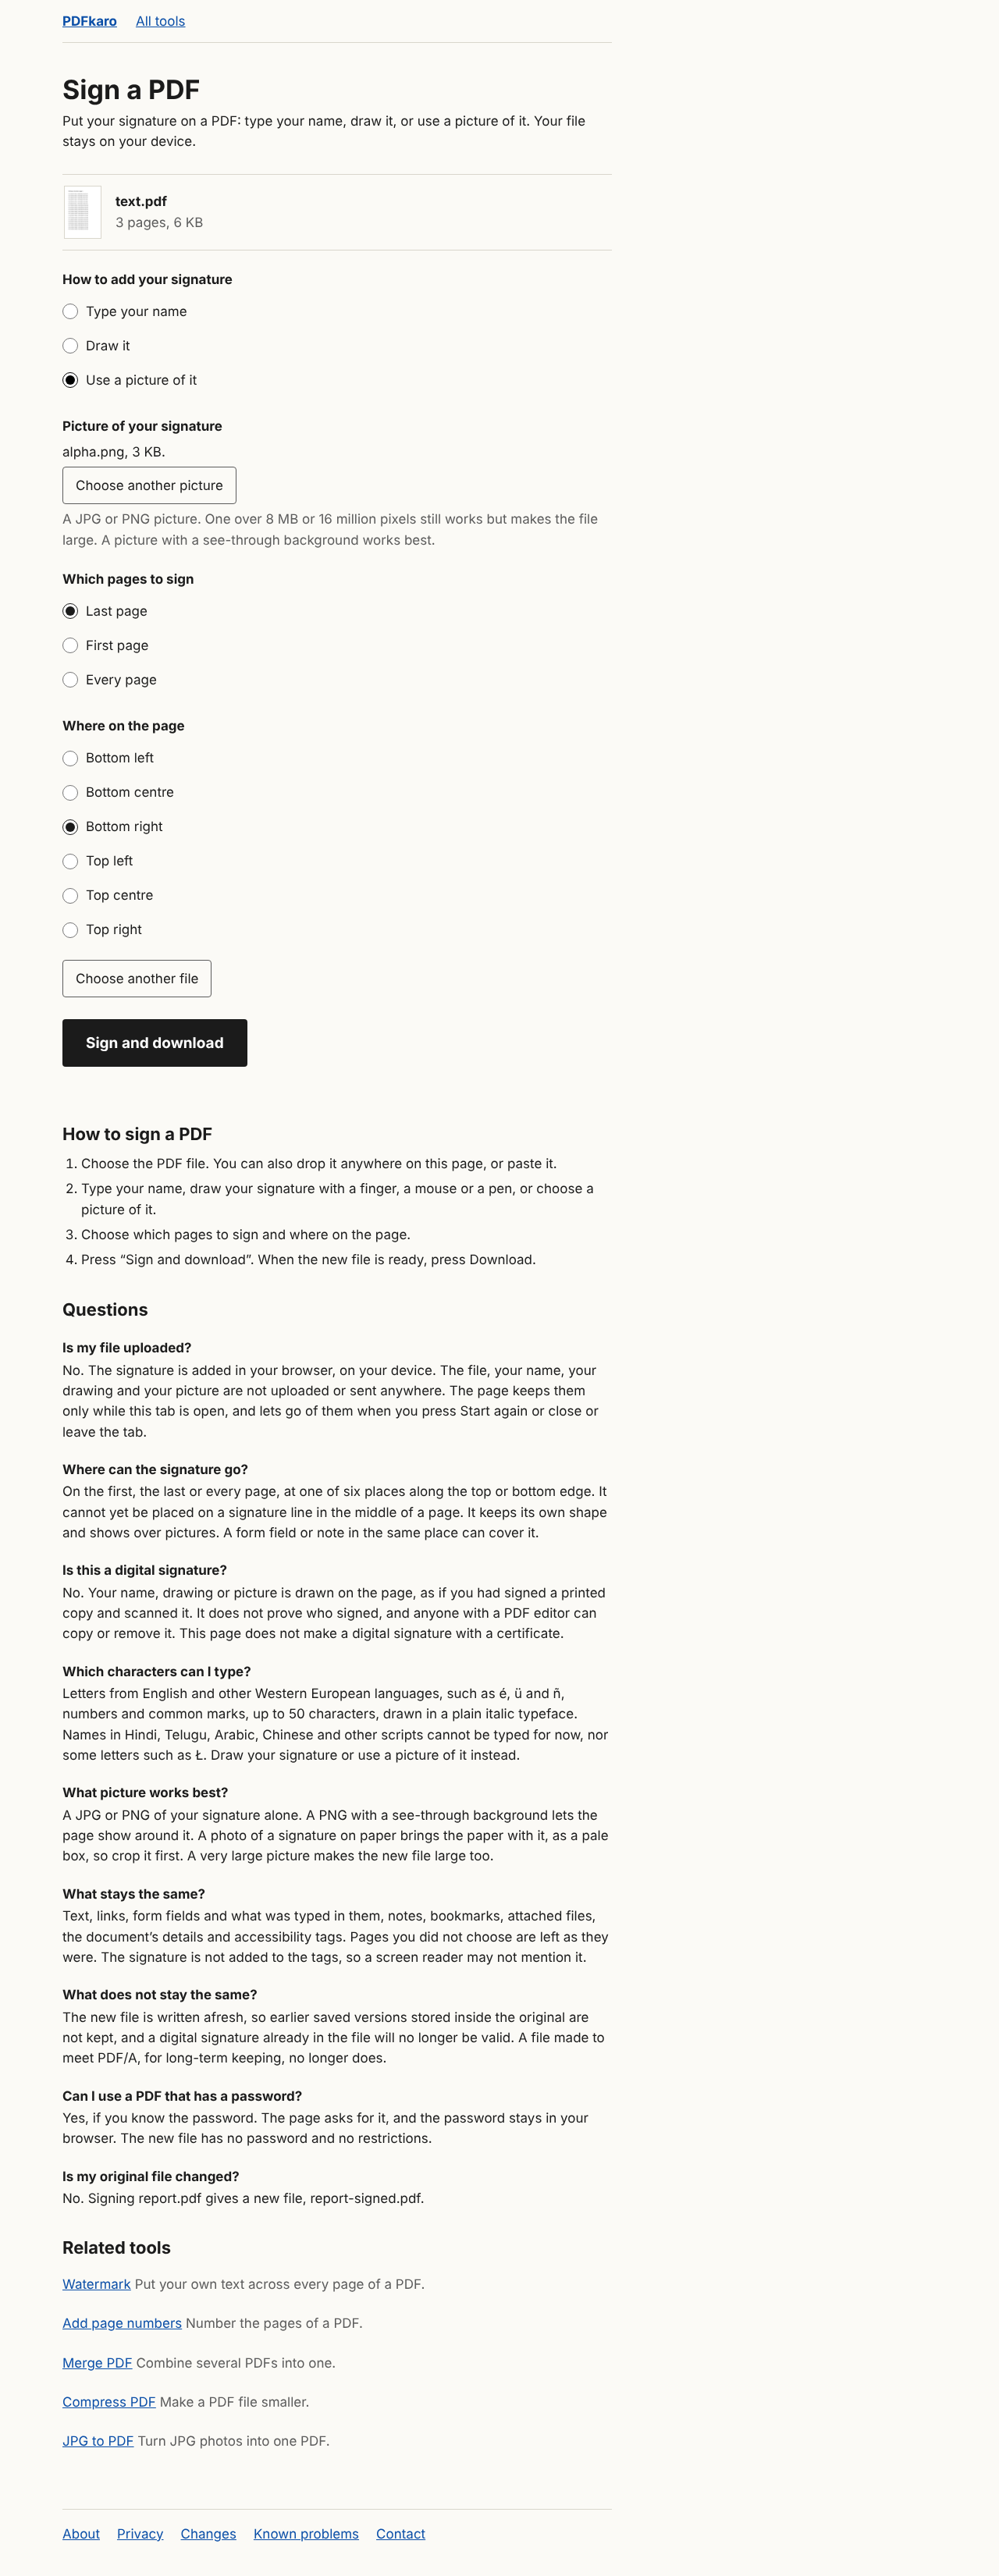 PDFkaro All tools
Sign a PDF
Put your signature on a PDF: type your name, draw it, or use a picture of it. Your file
stays on your device.
text.pdf
3 pages, 6 KB
How to add your signature
Type your name
Draw it
Use a picture of it
Picture of your signature
alpha.png, 3 KB.
Choose another picture
A JPG or PNG picture. One over 8 MB or 16 million pixels still works but makes the file
large. A picture with a see-through background works best.
Which pages to sign
Last page
First page
Every page
Where on the page
Bottom left
Bottom centre
Bottom right
Top left
Top centre
Top right
Choose another file
Sign and download
How to sign a PDF
1. Choose the PDF file. You can also drop it anywhere on this page, or paste it.
2. Type your name, draw your signature with a finger, a mouse or a pen, or choose a
picture of it.
3. Choose which pages to sign and where on the page.
4. Press “Sign and download”. When the new file is ready, press Download.
Questions
Is my file uploaded?
No. The signature is added in your browser, on your device. The file, your name, your
drawing and your picture are not uploaded or sent anywhere. The page keeps them
only while this tab is open, and lets go of them when you press Start again or close or
leave the tab.
Where can the signature go?
On the first, the last or every page, at one of six places along the top or bottom edge. It
cannot yet be placed on a signature line in the middle of a page. It keeps its own shape
and shows over pictures. A form field or note in the same place can cover it.
Is this a digital signature?
No. Your name, drawing or picture is drawn on the page, as if you had signed a printed
copy and scanned it. It does not prove who signed, and anyone with a PDF editor can
copy or remove it. This page does not make a digital signature with a certificate.
Which characters can I type?
Letters from English and other Western European languages, such as é, ü and ñ,
numbers and common marks, up to 50 characters, drawn in a plain italic typeface.
Names in Hindi, Telugu, Arabic, Chinese and other scripts cannot be typed for now, nor
some letters such as Ł. Draw your signature or use a picture of it instead.
What picture works best?
A JPG or PNG of your signature alone. A PNG with a see-through background lets the
page show around it. A photo of a signature on paper brings the paper with it, as a pale
box, so crop it first. A very large picture makes the new file large too.
What stays the same?
Text, links, form fields and what was typed in them, notes, bookmarks, attached files,
the document’s details and accessibility tags. Pages you did not choose are left as they
were. The signature is not added to the tags, so a screen reader may not mention it.
What does not stay the same?
The new file is written afresh, so earlier saved versions stored inside the original are
not kept, and a digital signature already in the file will no longer be valid. A file made to
meet PDF/A, for long-term keeping, no longer does.
Can I use a PDF that has a password?
Yes, if you know the password. The page asks for it, and the password stays in your
browser. The new file has no password and no restrictions.
Is my original file changed?
No. Signing report.pdf gives a new file, report-signed.pdf.
Related tools
Watermark Put your own text across every page of a PDF.
Add page numbers Number the pages of a PDF.
Merge PDF Combine several PDFs into one.
Compress PDF Make a PDF file smaller.
JPG to PDF Turn JPG photos into one PDF.
About Privacy Changes Known problems Contact